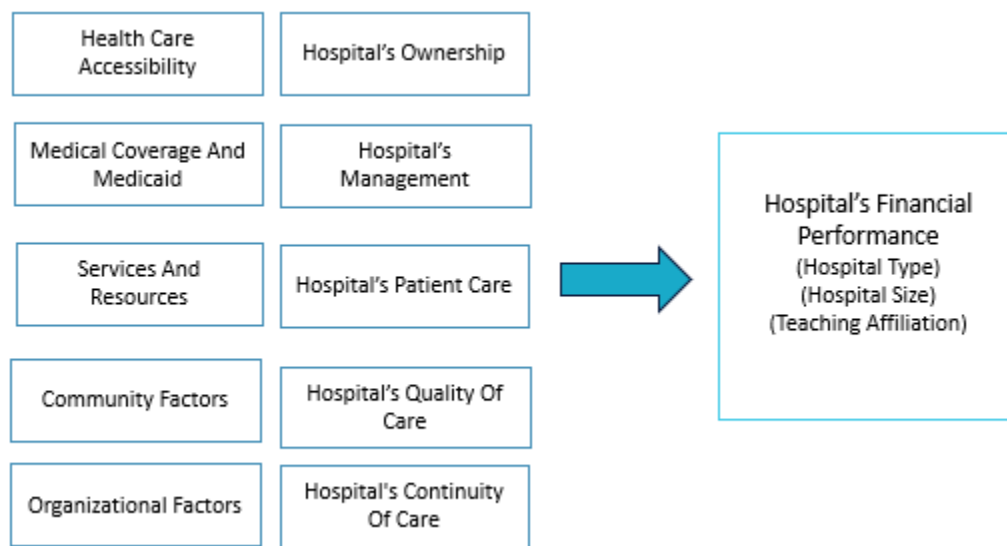 Health Care
Accessibility
Hospital's Ownership
Medical Coverage And
Medicaid
Hospital's
Management
Services And
Resources
Hospital's Patient Care
Community Factors
Hospital's Quality Of
Care
Organizational Factors
Hospital's Continuity
Of Care
Hospital's Financial
Performance
(Hospital Type)
(Hospital Size)
(Teaching Affiliation)